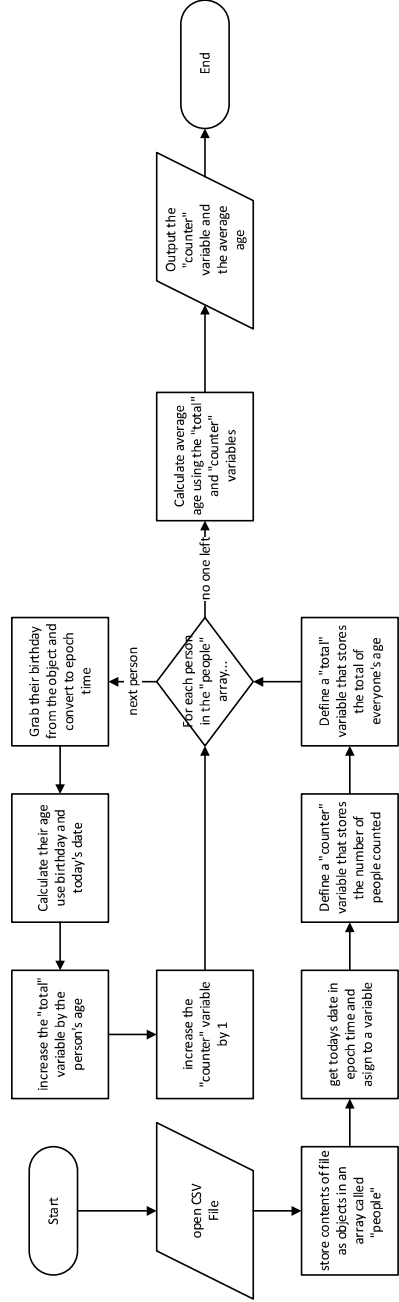 Start
open CSV
File
store contents of file
as objects in an
array called
"people"
get todays date in
epoch time and
asign to a variable
Define a "counter"
variable that stores
the number of
people counted
Define a "total"
variable that stores
the total of
everyone's age
For each person
in the "people"
array...
next person
Grab their birthday
from the object and
convert to epoch
time
Calculate their age
use birthday and
today's date
increase the "total"
variable by the
person's age
increase the
"counter" variable
by 1
no one left
Calculate average
age using the "total"
and "counter"
variables
Output the
"counter"
variable and
the average
age
End